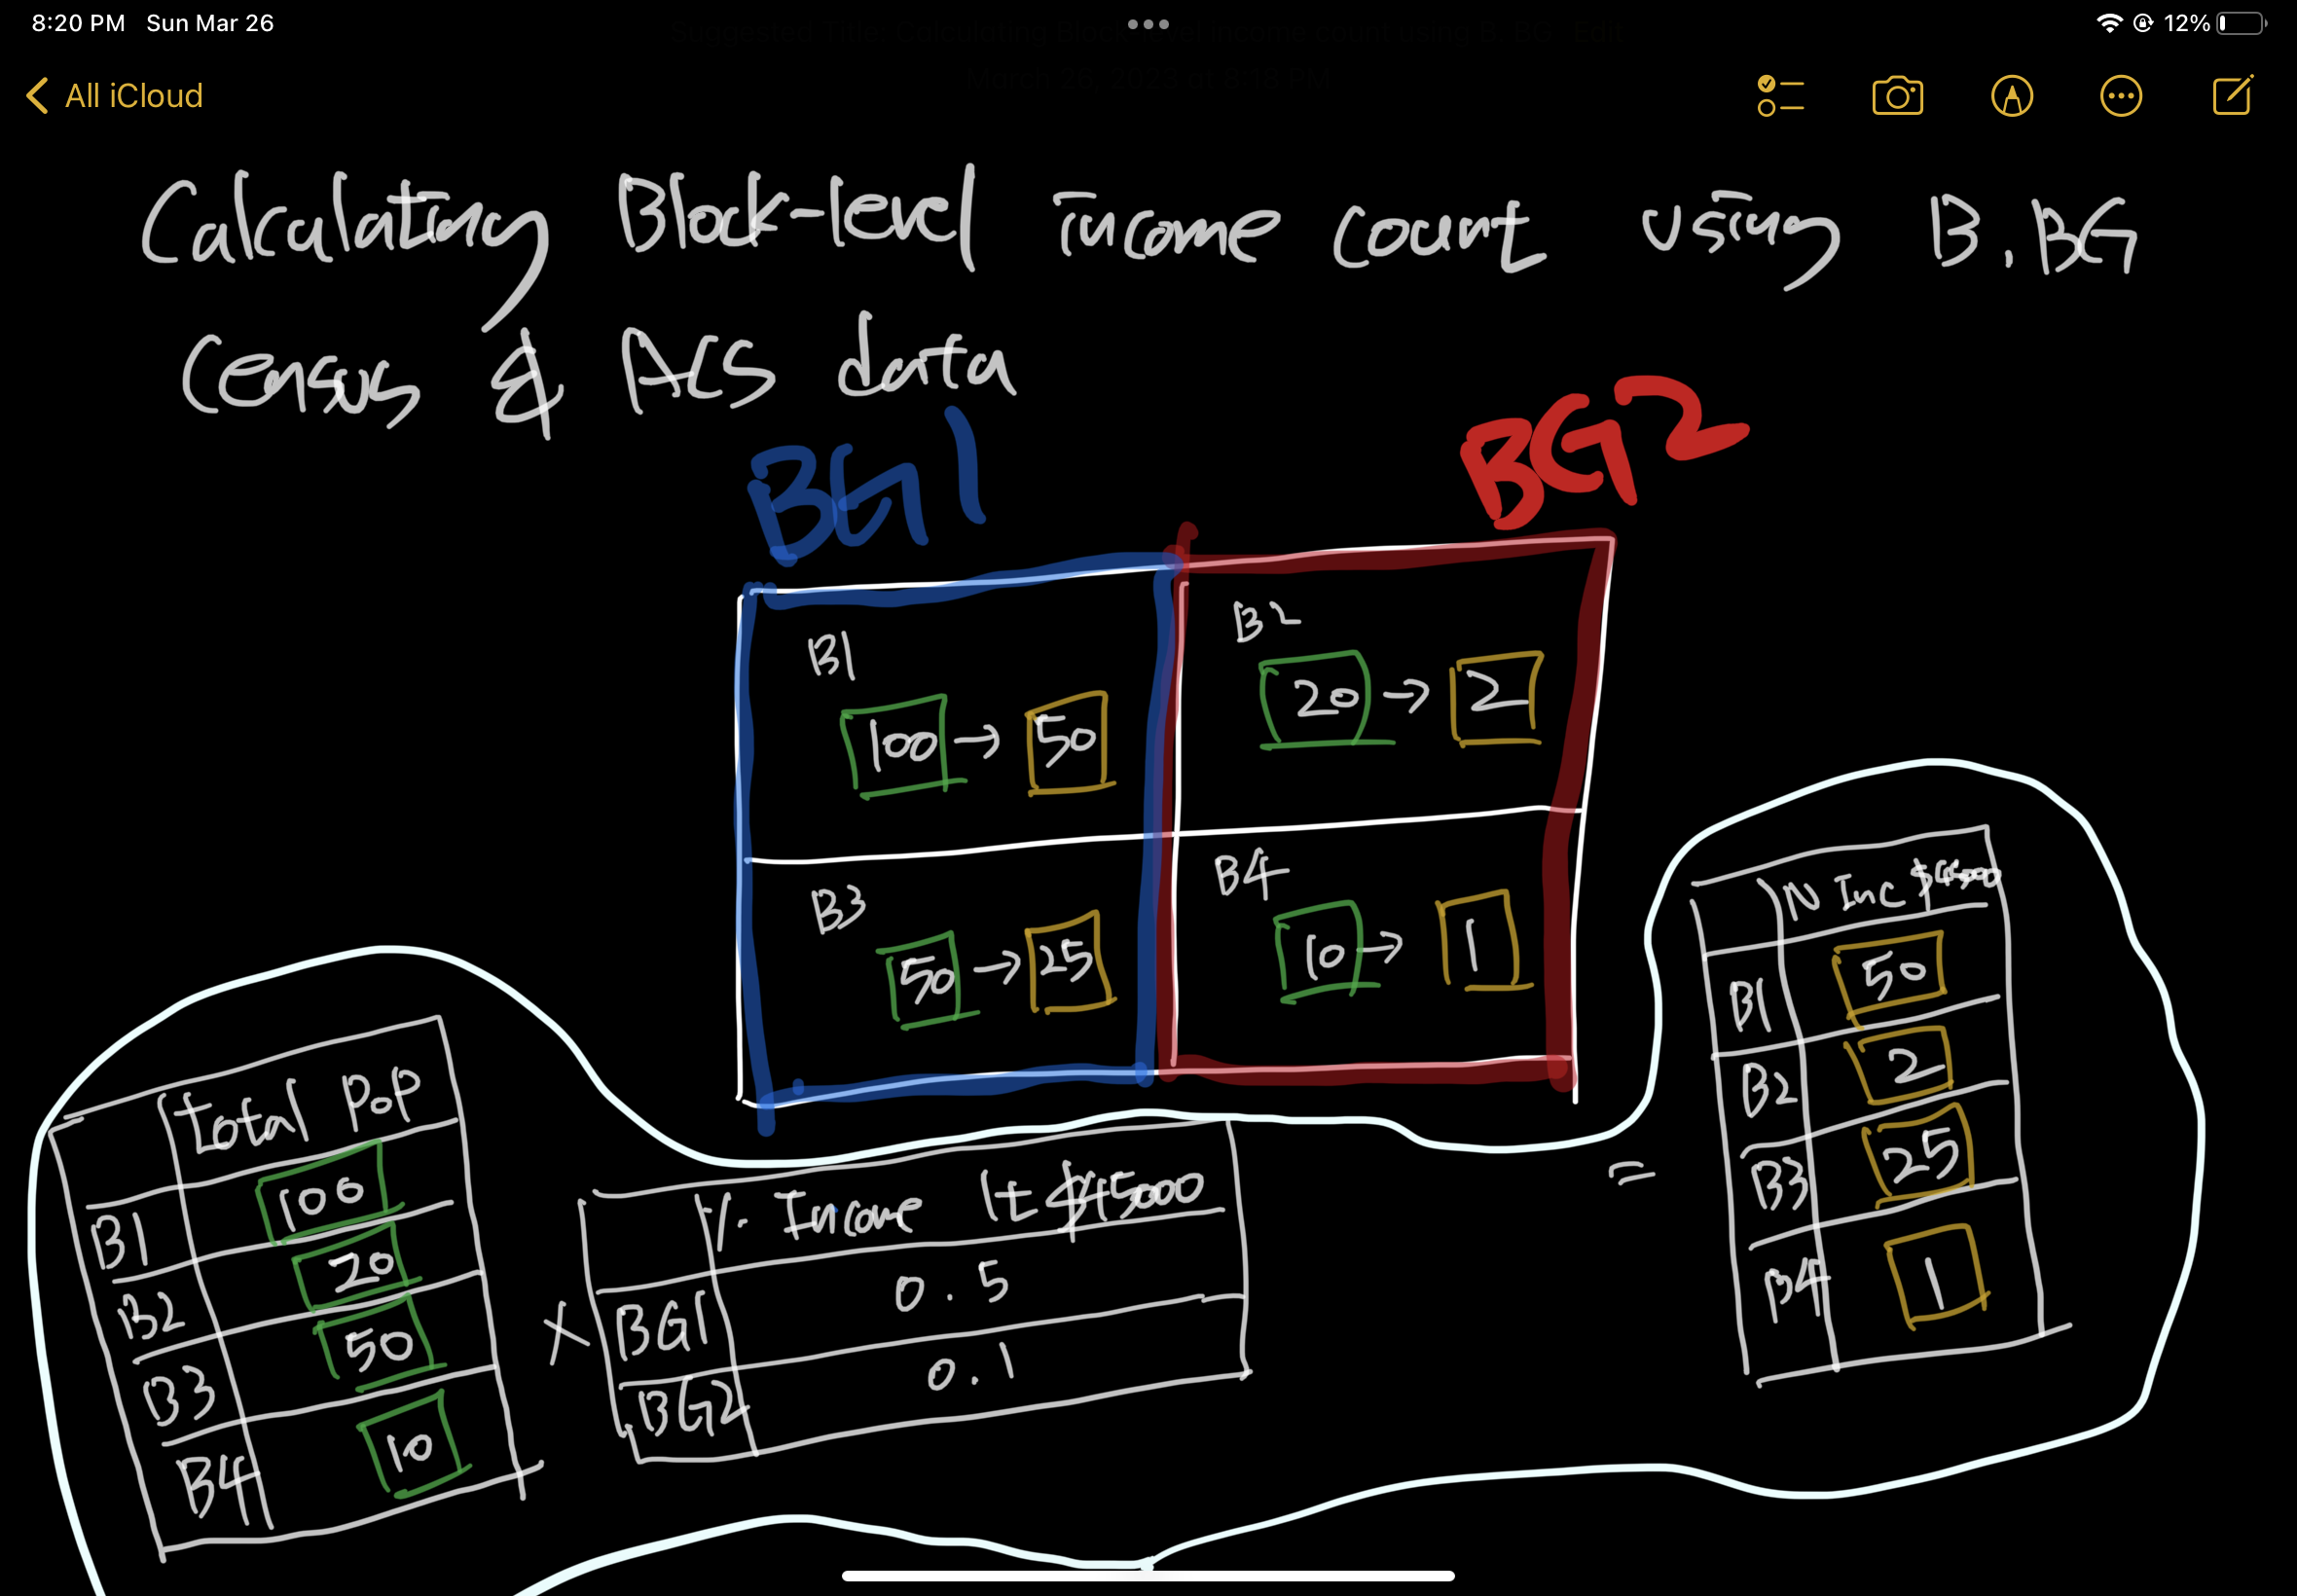 8:20 PM Sun Mar 26
12%
All iCloud
Calculating Block-level income count using B, BG
Census & ACS data
BG1
BG2
B1
100 → 50
B2
20 → 2
B3
50 → 25
B4
10 → 1
total pop
B1 100
B2 20
B3 50
B4 10
×
%. Income lt $45000
BG1 0.5
BG2 0.1
=
N Inc
B1 50
B2 2
B3 25
B4 1